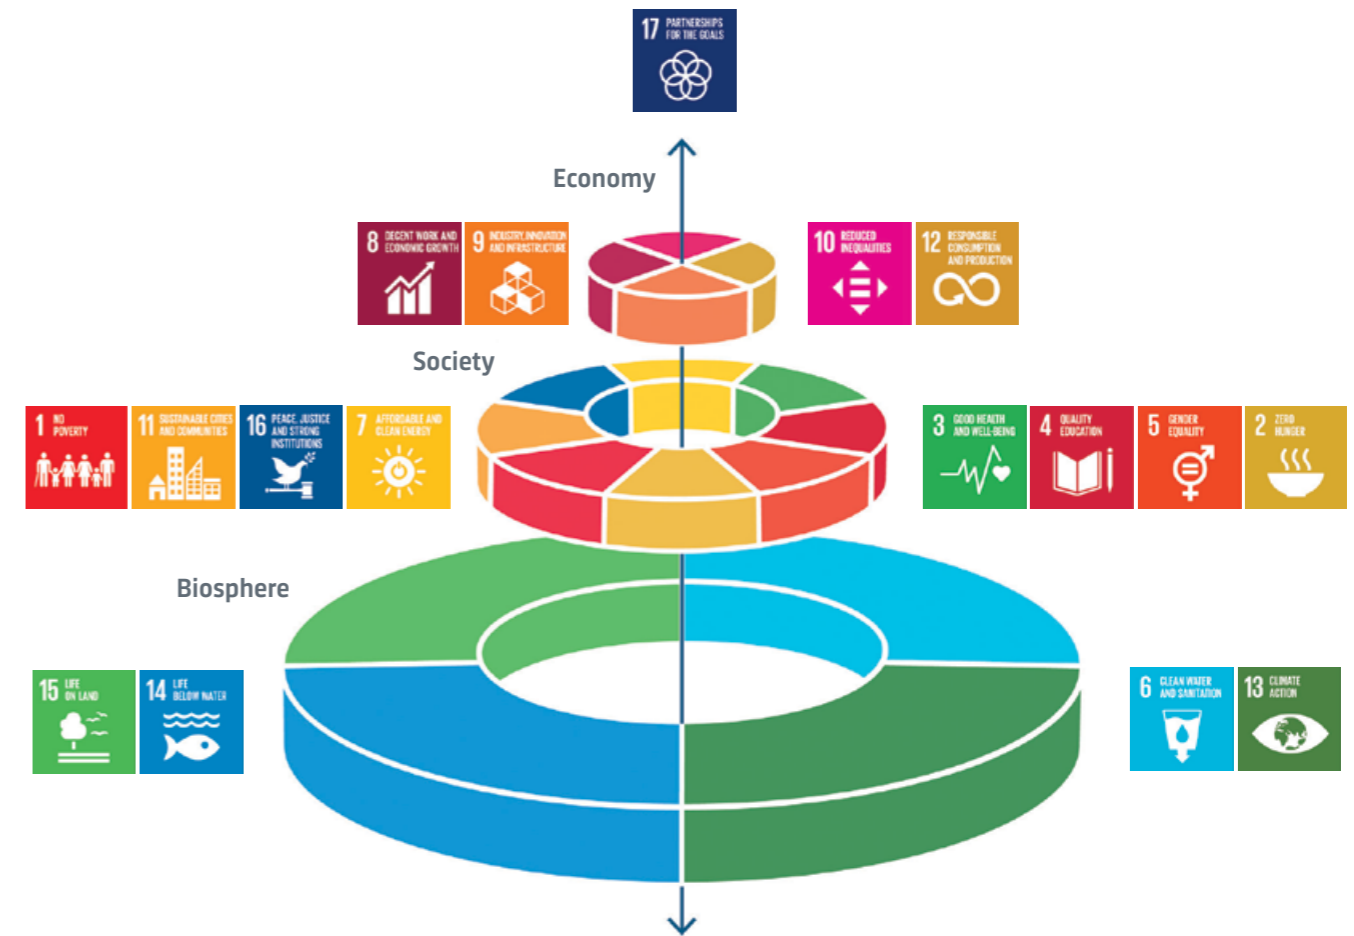 17 PARTNERSHIPS
FOR THE GOALS
Economy
8 DECENT WORK AND
ECONOMIC GROWTH
9 INDUSTRY, INNOVATION
AND INFRASTRUCTURE
10 REDUCED
INEQUALITIES
12 RESPONSIBLE
CONSUMPTION
AND PRODUCTION
Society
1 NO
POVERTY
11 SUSTAINABLE CITIES
AND COMMUNITIES
16 PEACE, JUSTICE
AND STRONG
INSTITUTIONS
7 AFFORDABLE AND
CLEAN ENERGY
3 GOOD HEALTH
AND WELL-BEING
4 QUALITY
EDUCATION
5 GENDER
EQUALITY
2 ZERO
HUNGER
Biosphere
15 LIFE
ON LAND
14 LIFE
BELOW WATER
6 CLEAN WATER
AND SANITATION
13 CLIMATE
ACTION